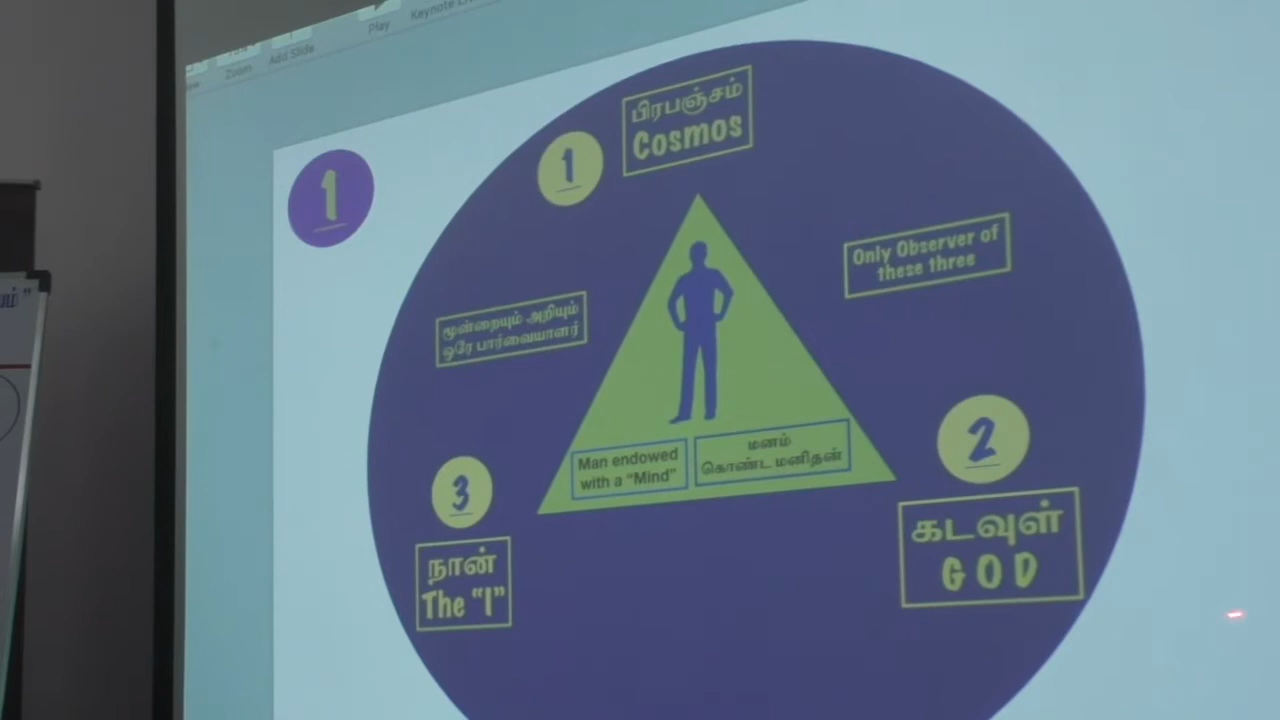 Play
Zoom
Add Slide
1
1
பிரபஞ்சம்
Cosmos
Only Observer of
these three
மூன்றையும் அறியும்
ஒரே பார்வையாளர்
Man endowed
with a “Mind”
மனம்
கொண்ட மனிதன்
2
கடவுள்
GOD
3
நான்
The “I”